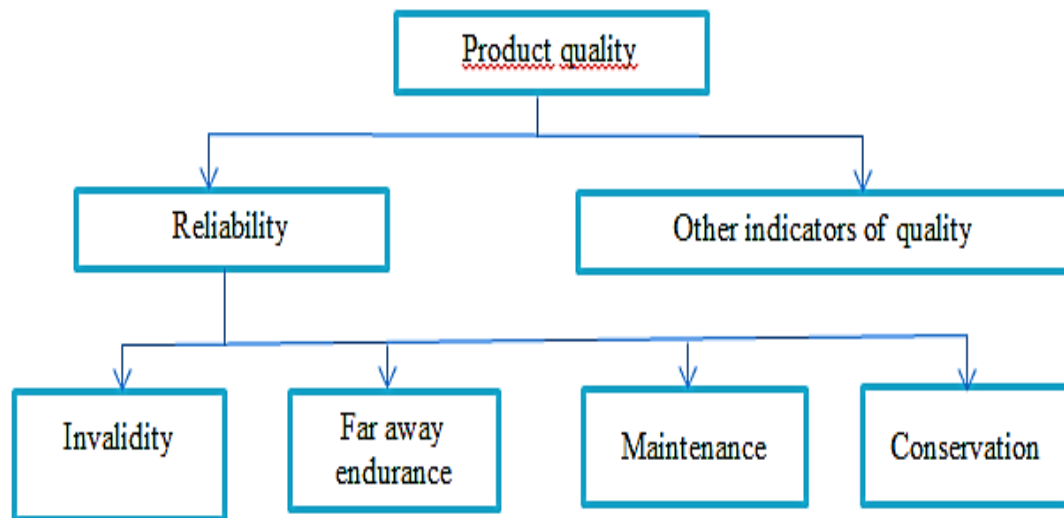 Product quality
Reliability
Other indicators of quality
Invalidity
Far away
endurance
Maintenance
Conservation